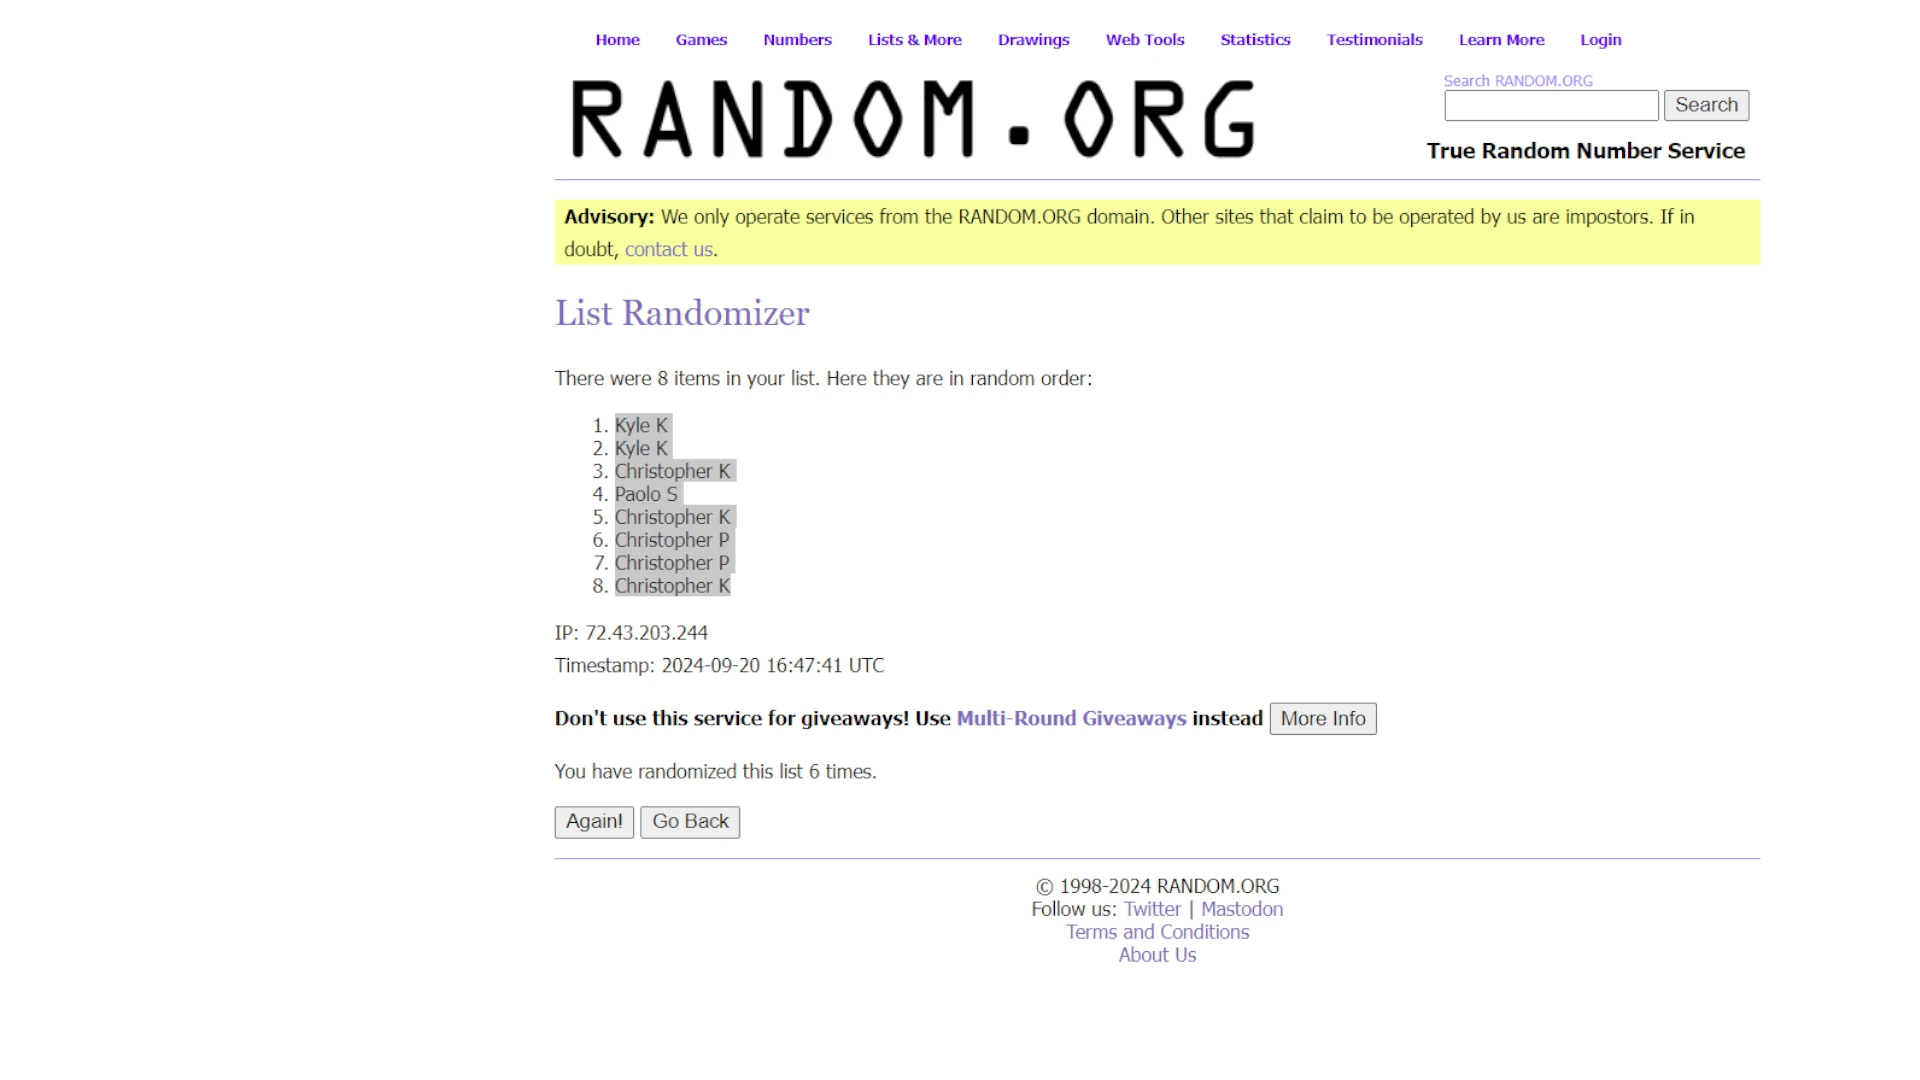 Home Games Numbers Lists & More Drawings Web Tools Statistics Testimonials Learn More Login
RANDOM.ORG
Search RANDOM.ORG
Search
True Random Number Service
Advisory: We only operate services from the RANDOM.ORG domain. Other sites that claim to be operated by us are impostors. If in
doubt, contact us.
List Randomizer
There were 8 items in your list. Here they are in random order:
1. Kyle K
2. Kyle K
3. Christopher K
4. Paolo S
5. Christopher K
6. Christopher P
7. Christopher P
8. Christopher K
IP: 72.43.203.244
Timestamp: 2024-09-20 16:47:41 UTC
Don't use this service for giveaways! Use Multi-Round Giveaways instead More Info
You have randomized this list 6 times.
Again! Go Back
© 1998-2024 RANDOM.ORG
Follow us: Twitter | Mastodon
Terms and Conditions
About Us